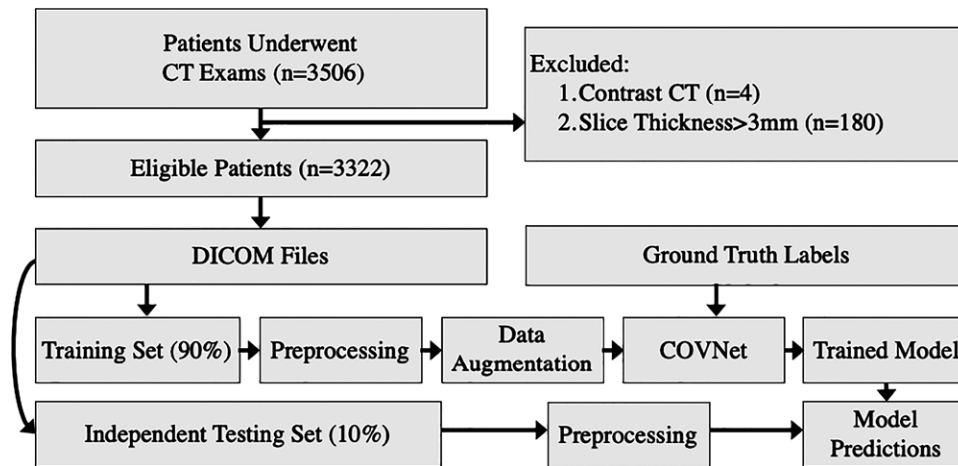 Patients Underwent
CT Exams (n=3506)
Excluded:
1.Contrast CT (n=4)
2.Slice Thickness>3mm (n=180)
Eligible Patients (n=3322)
DICOM Files
Ground Truth Labels
Training Set (90%)
Preprocessing
Data
Augmentation
COVNet
Trained Model
Independent Testing Set (10%)
Preprocessing
Model
Predictions